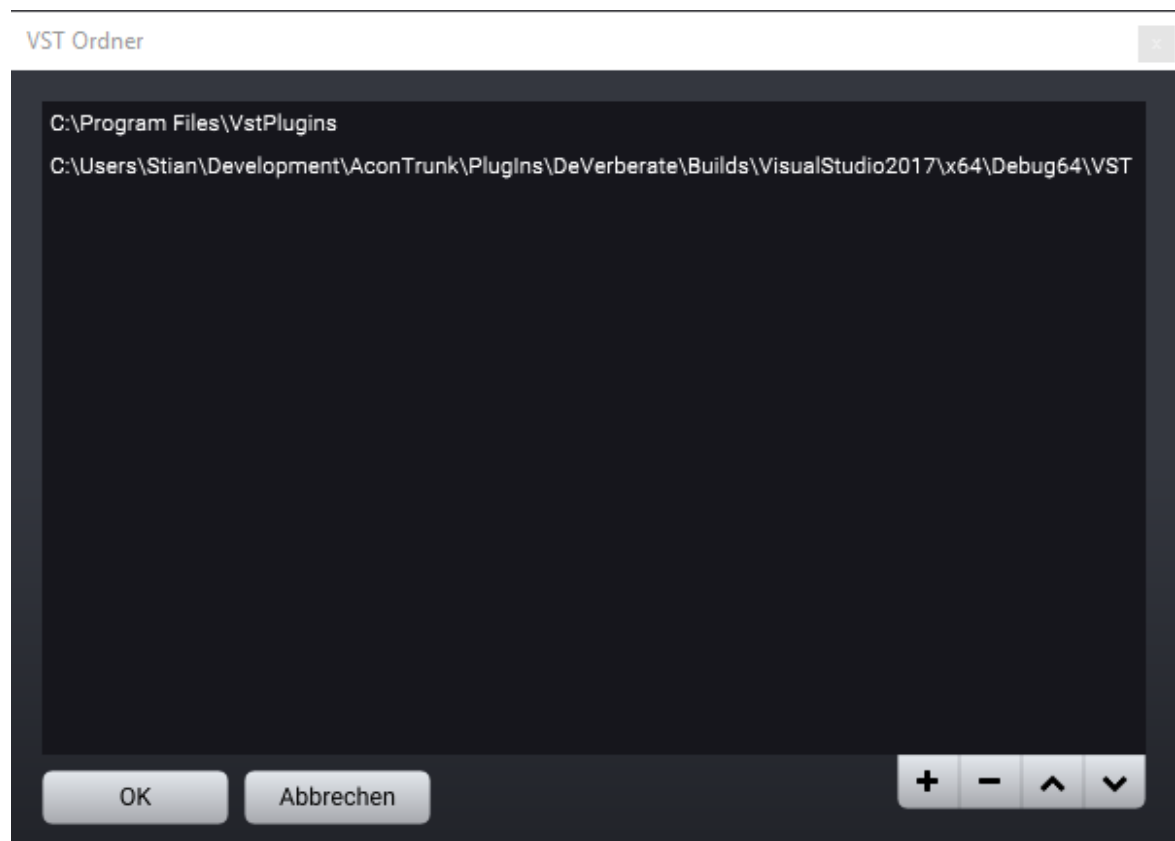 VST Ordner
C:\Program Files\VstPlugins
C:\Users\Stian\Development\AconTrunk\PlugIns\DeVerberate\Builds\VisualStudio2017\x64\Debug64\VST
OK
Abbrechen